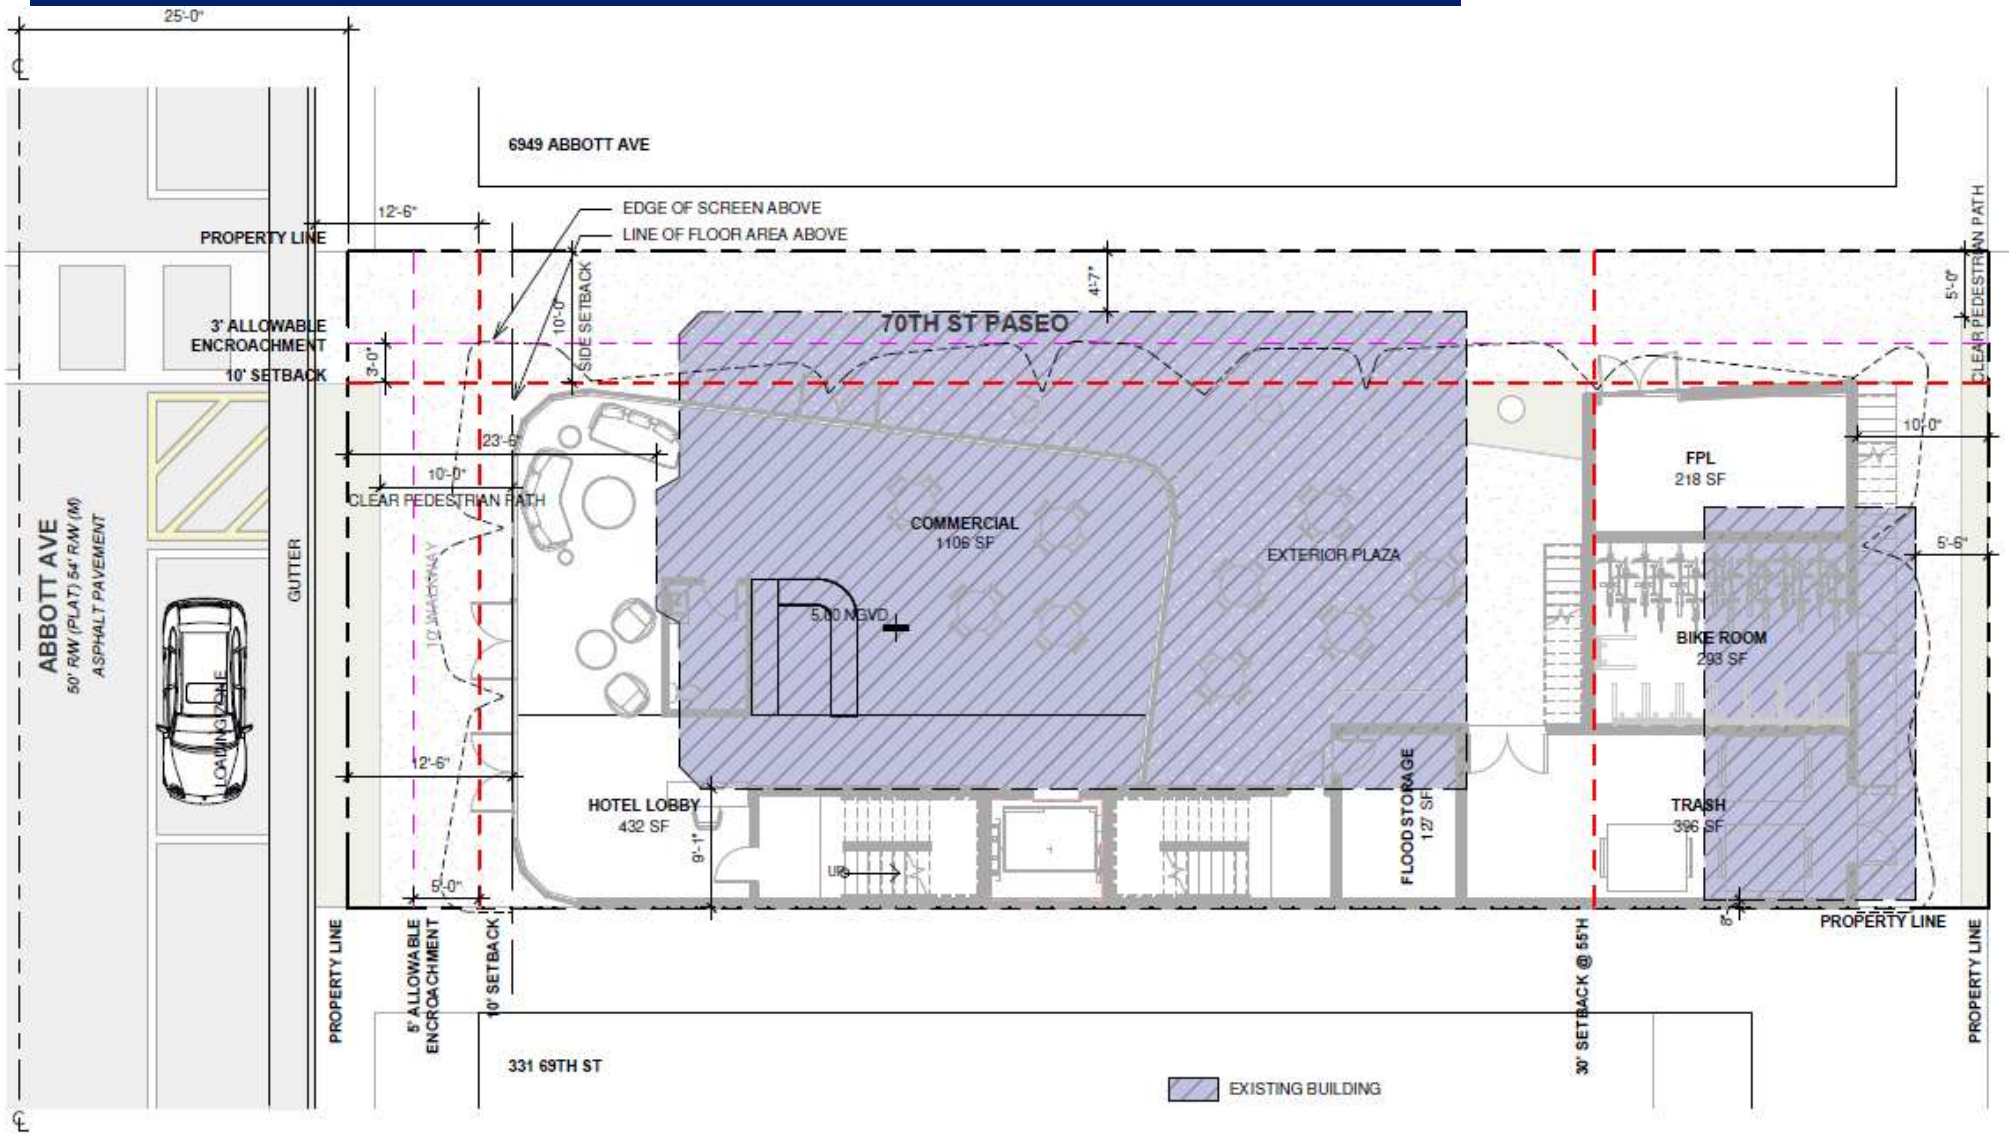 25'-0"
6949 ABBOTT AVE
12'-6"
EDGE OF SCREEN ABOVE
LINE OF FLOOR AREA ABOVE
PROPERTY LINE
CLEAR PEDESTRIAN PATH
5'-0"
10'-0"
SIDE SETBACK
4'-7"
70TH ST PASEO
3' ALLOWABLE
ENCROACHMENT
3'-0"
10' SETBACK
23'-6"
10'-0"
CLEAR PEDESTRIAN PATH
10'-0"
FPL
218 SF
COMMERCIAL
1106 SF
EXTERIOR PLAZA
5'-6"
ABBOTT AVE
50' R/W (PLAT) 54' R/W (M)
ASPHALT PAVEMENT
GUTTER
10' WALKWAY
5.00 NGVD
BIKE ROOM
293 SF
LOADING ZONE
12'-6"
HOTEL LOBBY
432 SF
9'-1"
FLOOD STORAGE
127 SF
TRASH
396 SF
UP
5'-0"
8"
PROPERTY LINE
PROPERTY LINE
5' ALLOWABLE
ENCROACHMENT
10' SETBACK
30' SETBACK @ 55'H
PROPERTY LINE
331 69TH ST
EXISTING BUILDING